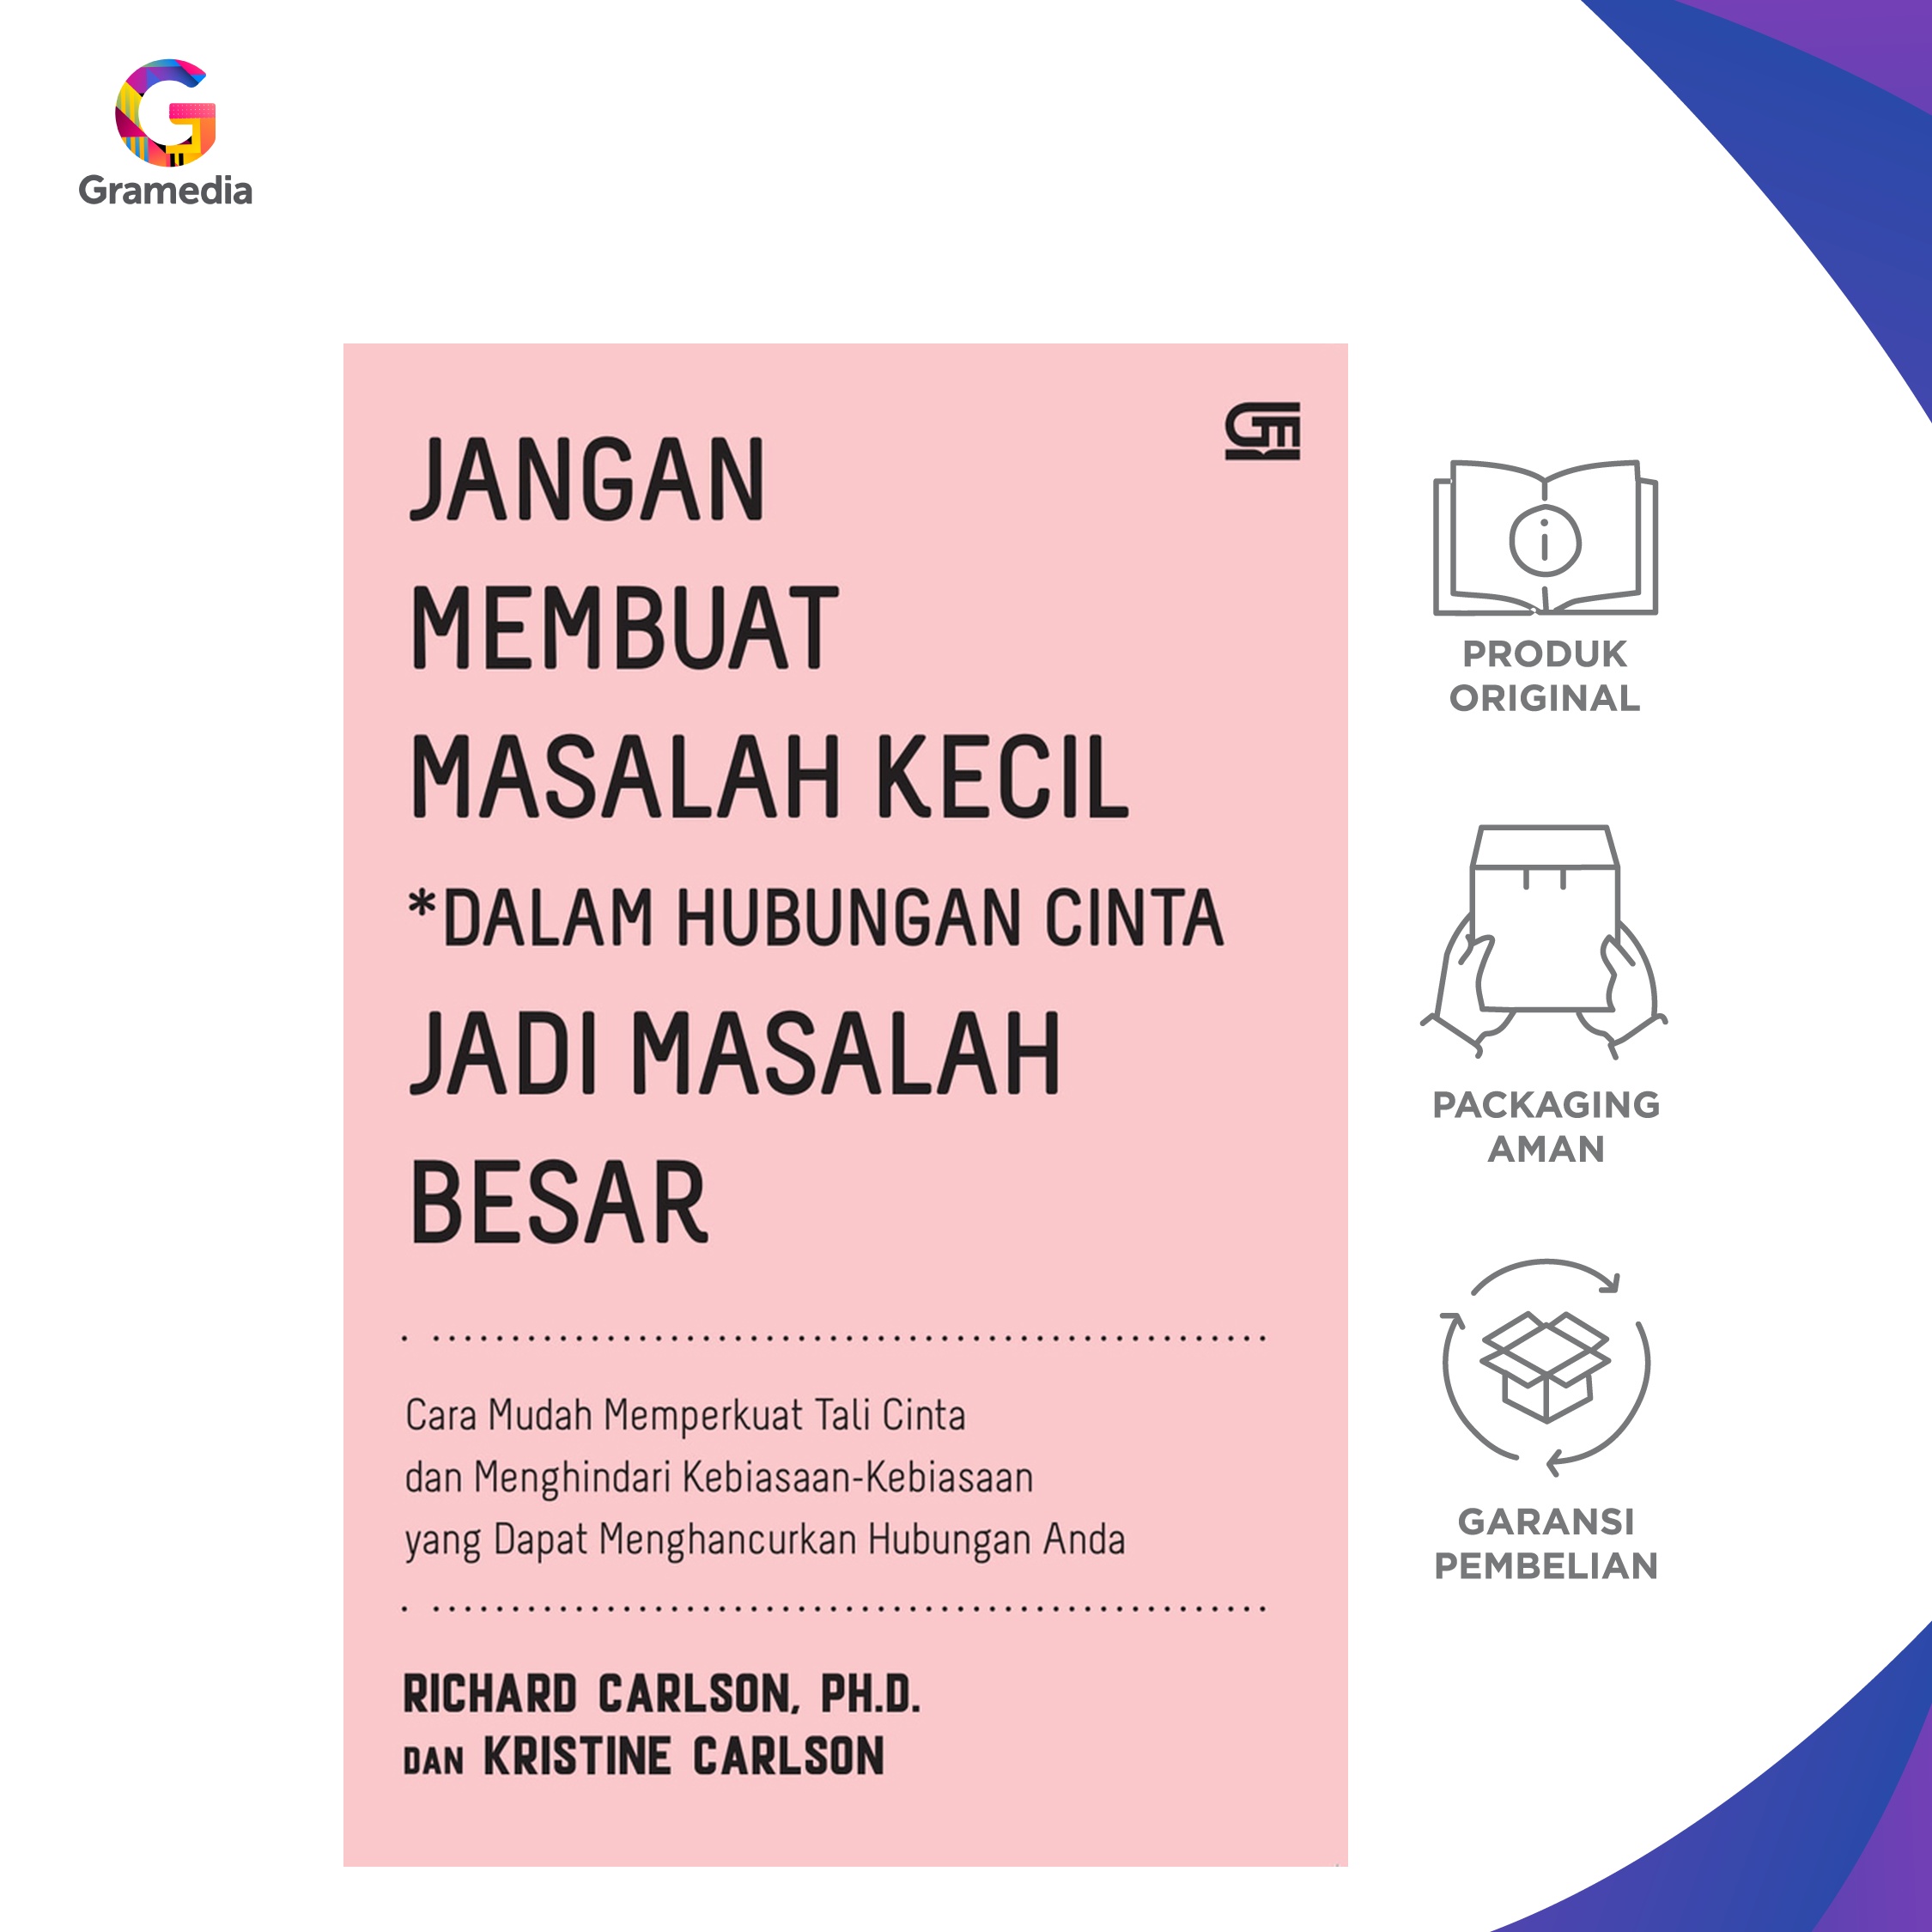 Gramedia
JANGAN
MEMBUAT
MASALAH KECIL
*DALAM HUBUNGAN CINTA
JADI MASALAH
BESAR
Cara Mudah Memperkuat Tali Cinta
dan Menghindari Kebiasaan-Kebiasaan
yang Dapat Menghancurkan Hubungan Anda
RICHARD CARLSON, PH.D.
DAN KRISTINE CARLSON
PRODUK
ORIGINAL
PACKAGING
AMAN
GARANSI
PEMBELIAN